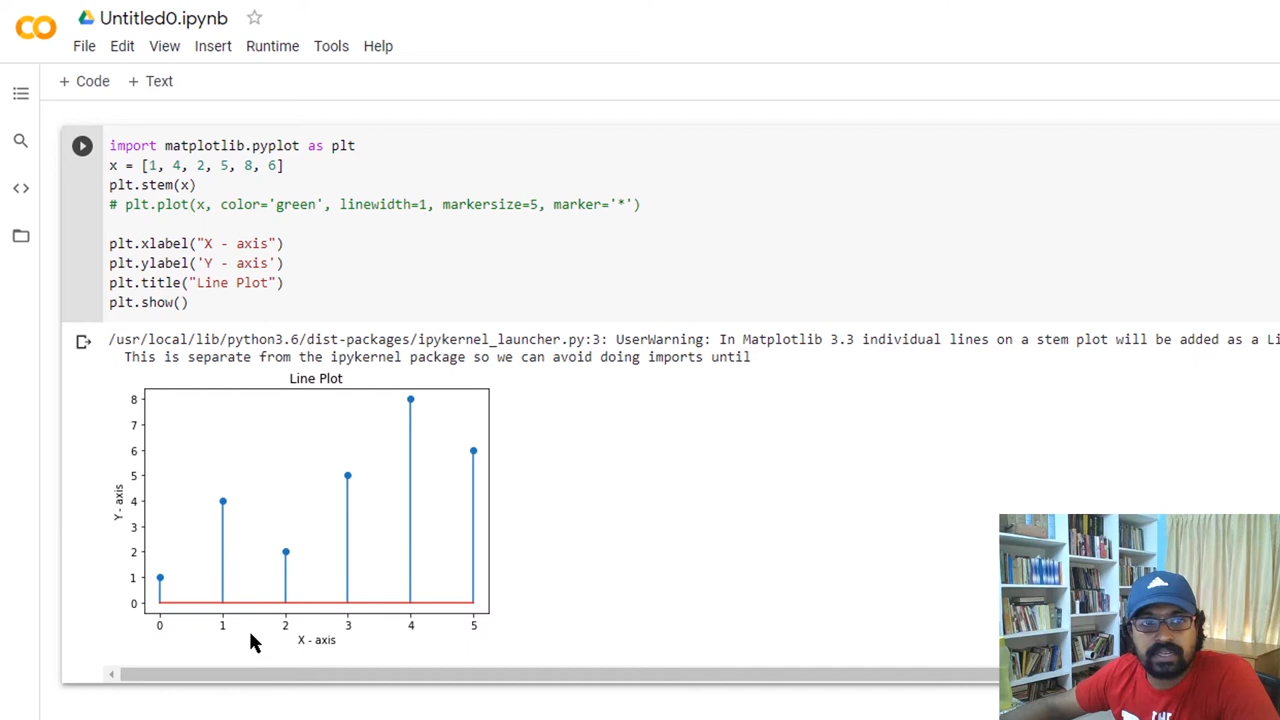 Untitled0.ipynb
File Edit View Insert Runtime Tools Help
+ Code + Text
import matplotlib.pyplot as plt
x = [1, 4, 2, 5, 8, 6]
plt.stem(x)
# plt.plot(x, color='green', linewidth=1, markersize=5, marker='*')
plt.xlabel("X - axis")
plt.ylabel('Y - axis')
plt.title("Line Plot")
plt.show()
/usr/local/lib/python3.6/dist-packages/ipykernel_launcher.py:3: UserWarning: In Matplotlib 3.3 individual lines on a stem plot will be added as a Li
This is separate from the ipykernel package so we can avoid doing imports until
Line Plot
8
7
6
5
4
3
2
1
0
Y - axis
0 1 2 3 4 5
X - axis
THE